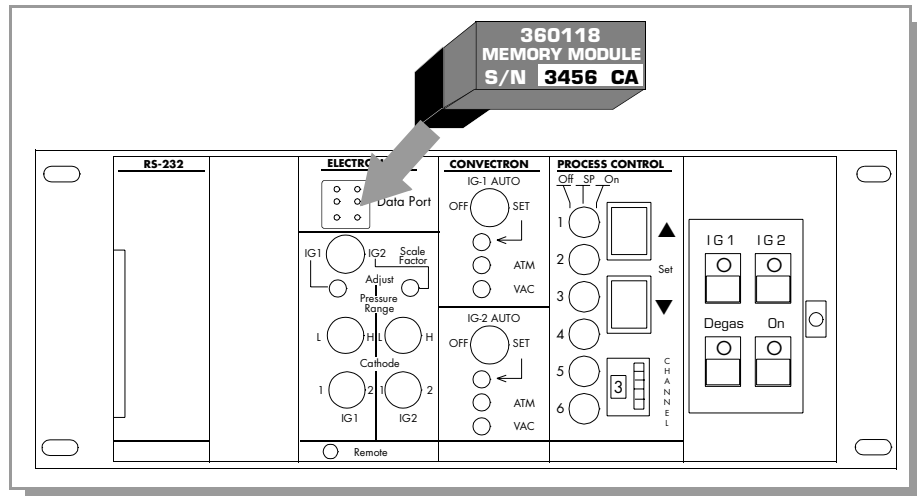 360118
MEMORY MODULE
S/N 3456 CA
RS-232
CONVECTRON
PROCESS CONTROL
Data Port
IG1 IG2 Scale
Factor
Adjust
Pressure
Range
L H L H
Cathode
1 2 1 2
IG1 IG2
Remote
IG-1 AUTO
OFF SET
ATM
VAC
IG-2 AUTO
OFF SET
ATM
VAC
Off SP On
1
2
3
4
5
6
Set
3
CHANNEL
IG1 IG2
Degas On